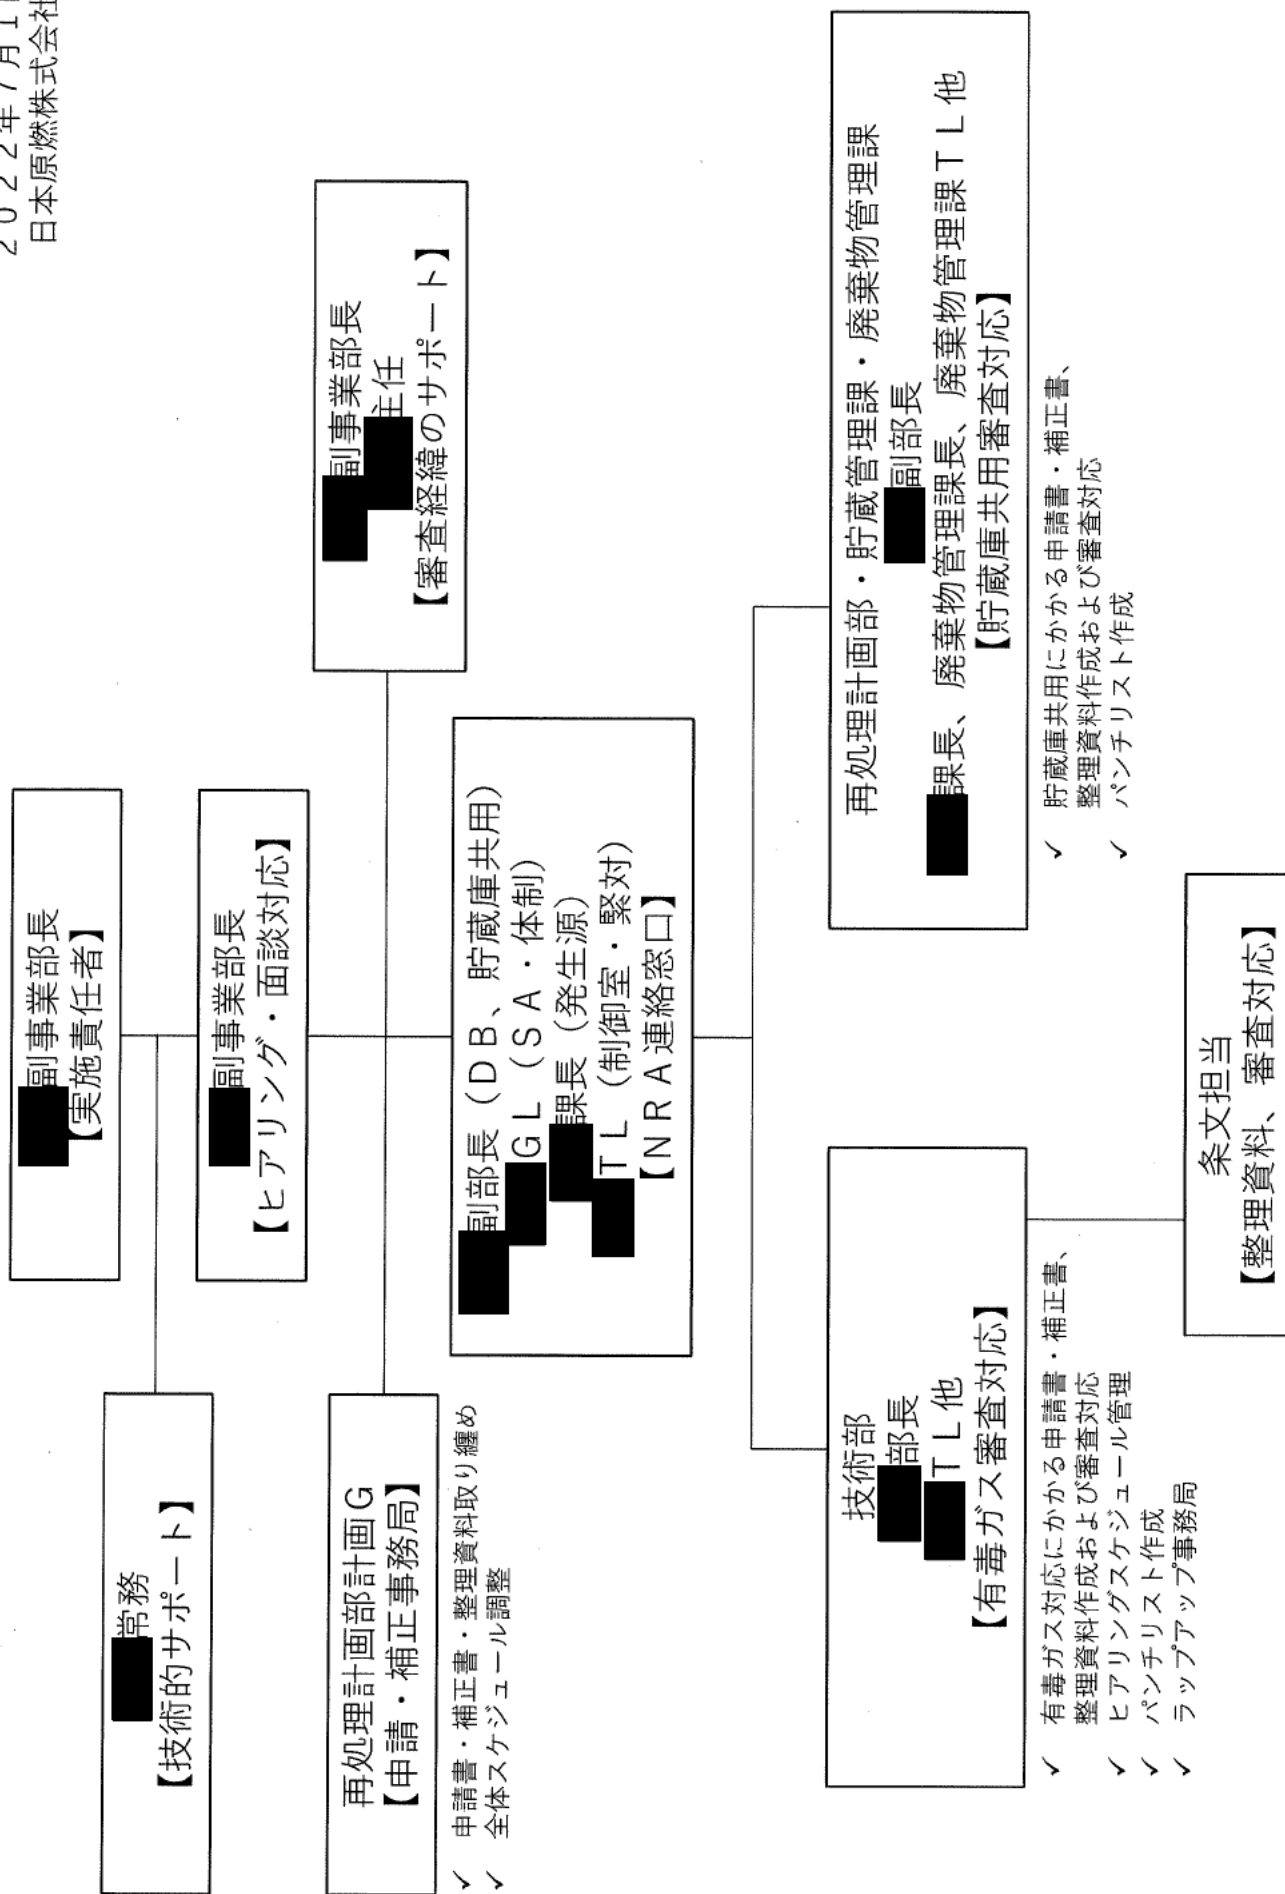 ２０２２年７月１
日本原燃株式会社
副事業部長
【実施責任者】
常務
【技術的サポート】
副事業部長
【ヒアリング・面談対応】
副事業部長
主任
【審査経緯のサポート】
再処理計画部計画Ｇ
【申請・補正事務局】
✓ 申請書・補正書・整理資料取り纏め
✓ 全体スケジュール調整
副部長（ＤＢ、貯蔵庫共用）
ＧＬ（ＳＡ・体制）
課長（発生源）
ＴＬ（制御室・緊対）
【ＮＲＡ連絡窓口】
技術部
部長
ＴＬ他
【有毒ガス審査対応】
✓ 有毒ガス対応にかかる申請書・補正書、
整理資料作成および審査対応
✓ ヒアリングスケジュール管理
✓ パンチリスト作成
✓ ラップアップ事務局
再処理計画部・貯蔵管理課・廃棄物管理課
副部長
課長、廃棄物管理課長、廃棄物管理課ＴＬ他
【貯蔵庫共用審査対応】
✓ 貯蔵庫共用にかかる申請書・補正書、
整理資料作成および審査対応
✓ パンチリスト作成
条文担当
【整理資料、審査対応】